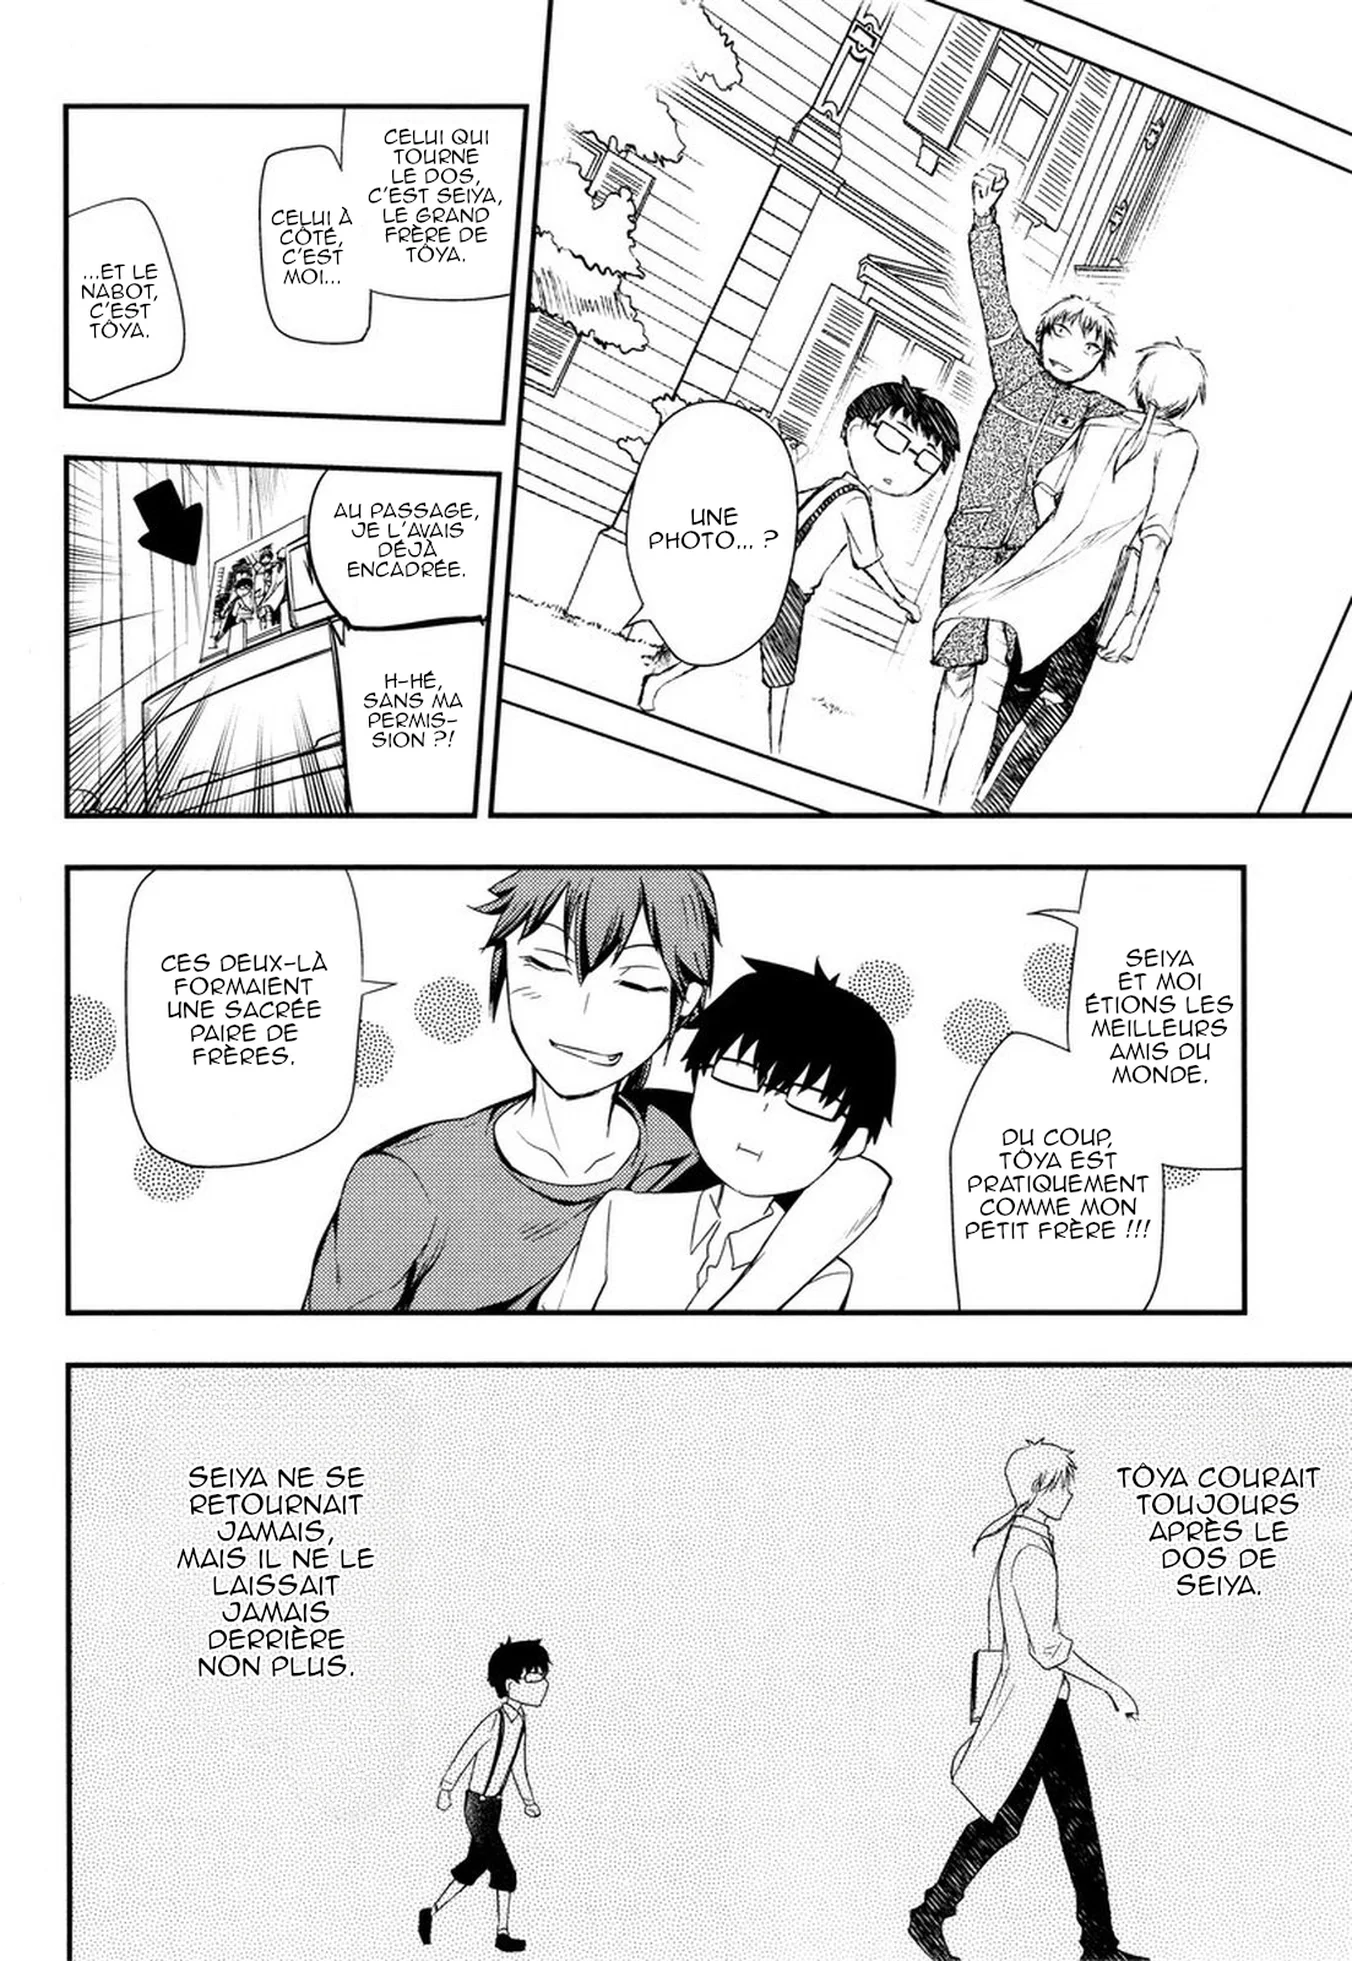 UNE
PHOTO... ?
CELUI QUI
TOURNE
LE DOS,
C'EST SEIYA,
LE GRAND
FRÈRE DE
TÔYA.
CELUI À
CÔTÉ,
C'EST
MOI...
...ET LE
NABOT,
C'EST
TÔYA.
AU PASSAGE,
JE L'AVAIS
DÉJÀ
ENCADRÉE.
H-HÉ,
SANS MA
PERMIS-
SION ?!
SEIYA
ET MOI
ÉTIONS LES
MEILLEURS
AMIS DU
MONDE.
DU COUP,
TÔYA EST
PRATIQUEMENT
COMME MON
PETIT FRÈRE !!!
CES DEUX-LÀ
FORMAIENT
UNE SACRÉE
PAIRE DE
FRÈRES.
TÔYA COURAIT
TOUJOURS
APRÈS LE
DOS DE
SEIYA.
SEIYA NE SE
RETOURNAIT
JAMAIS,
MAIS IL NE LE
LAISSAIT
JAMAIS
DERRIÈRE
NON PLUS.